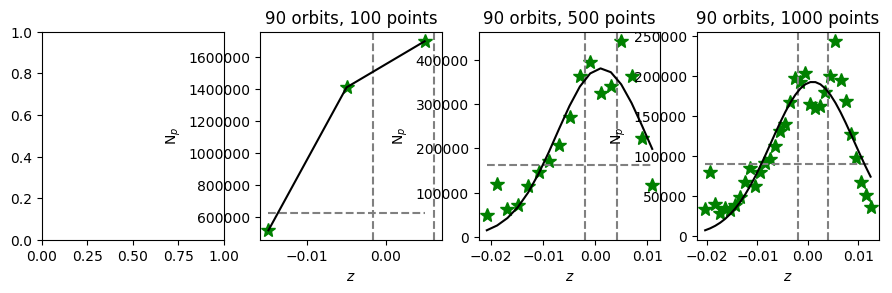 90 orbits, 100 points
90 orbits, 500 points
90 orbits, 1000 points
1.0
0.8
0.6
0.4
0.2
0.0
0.00 0.25 0.50 0.75 1.00
Nₚ
1600000
1400000
1200000
1000000
800000
600000
−0.01 0.00
z
Nₚ
400000
300000
200000
100000
0
−0.02 −0.01 0.00 0.01
z
Nₚ
250000
200000
150000
100000
50000
0
−0.02 −0.01 0.00 0.01
z